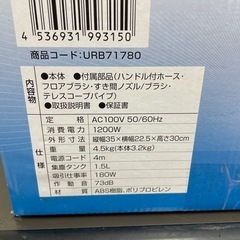 4 536931 993150
商品コード:URB71780
内容物
●本体 ●付属部品(ハンドル付ホース・
フロアブラシ・すき間ノズル/ブラシ・
テレスコープパイプ)
●取扱説明書 ●保証書
定格 AC100V 50/60Hz
消費電力 1200W
外形寸法 縦幅35×横幅22.5×高さ30cm
重量 4.5kg(本体3.2kg)
電源コード 4m
集塵タンク 1.5L
吸引仕事率 180W
運転音 73dB
材質 ABS樹脂、ポリプロピレン